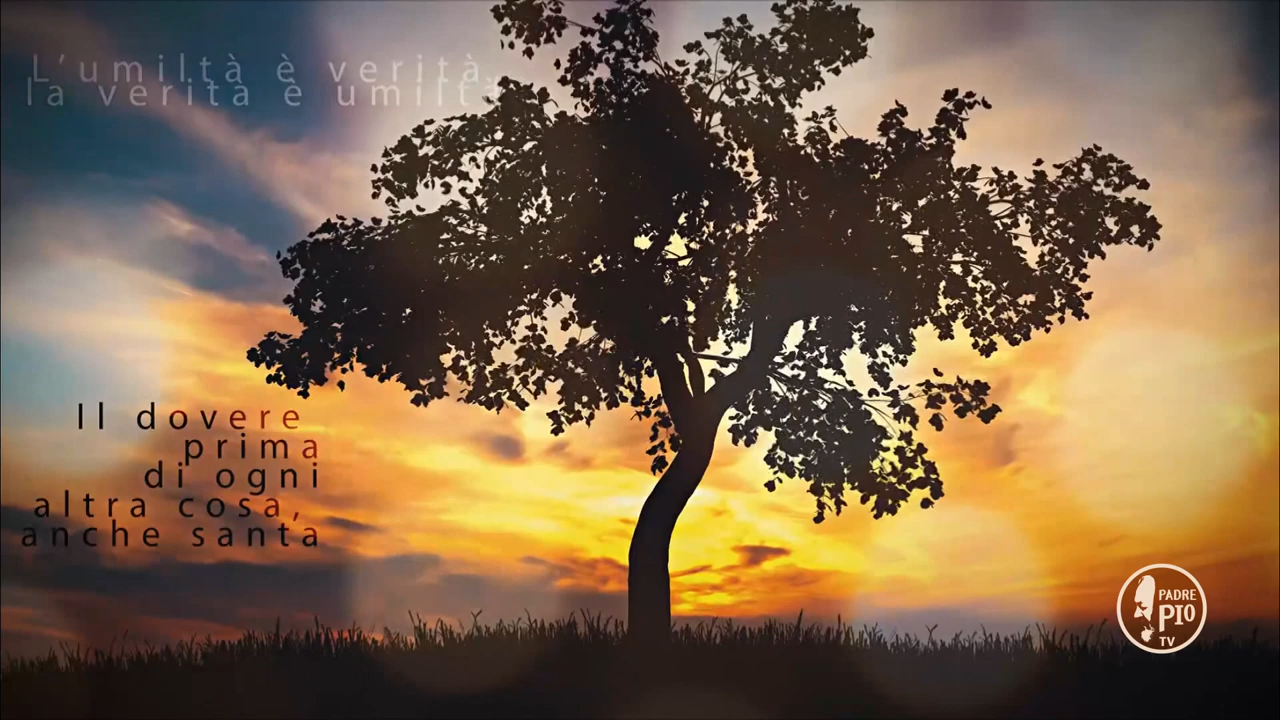 L'umiltà è verità,
la verità è umiltà
Il dovere
prima
di ogni
altra cosa,
anche santa
PADRE
PIO
TV